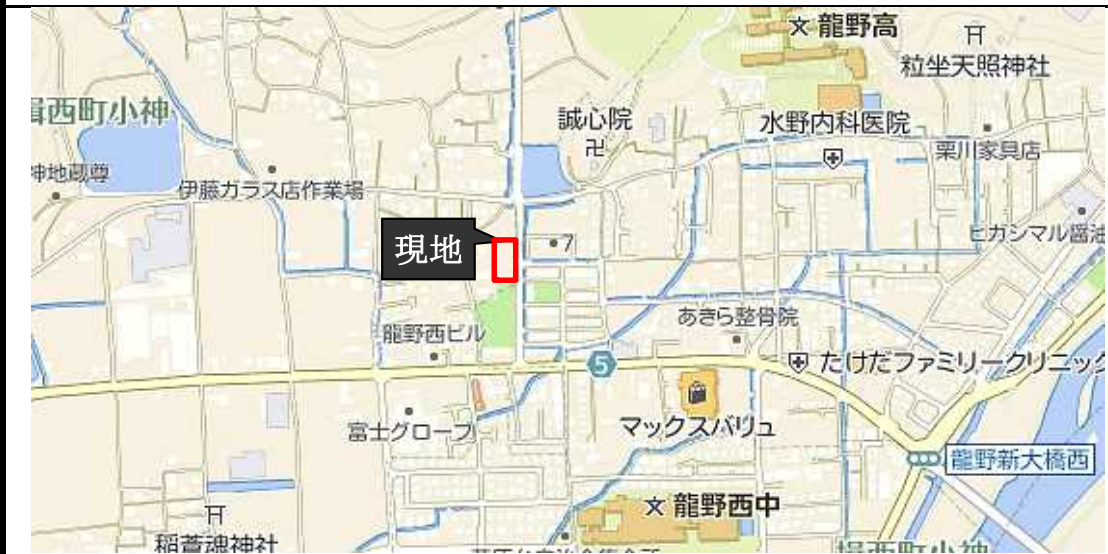 龍野高
粒坐天照神社
揖西町小神
誠心院
水野内科医院
栗川家具店
神地蔵尊
伊藤ガラス店作業場
現地
7
ヒガシマル醤油
あきら整骨院
龍野西ビル
5
たけだファミリークリニック
富士グローブ
マックスバリュ
龍野新大橋西
龍野西中
稲蒼魂神社
揖西町小神